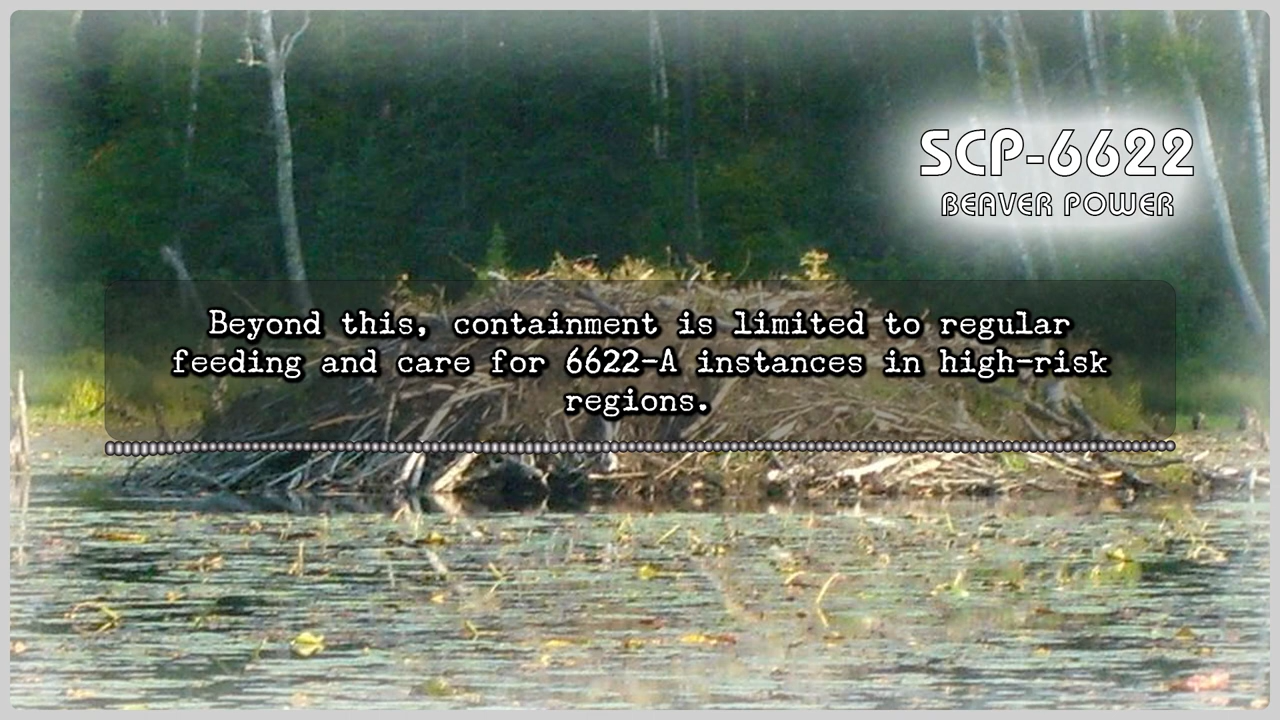 SCP-6622
BEAVER POWER
Beyond this, containment is limited to regular
feeding and care for 6622-A instances in high-risk
regions.